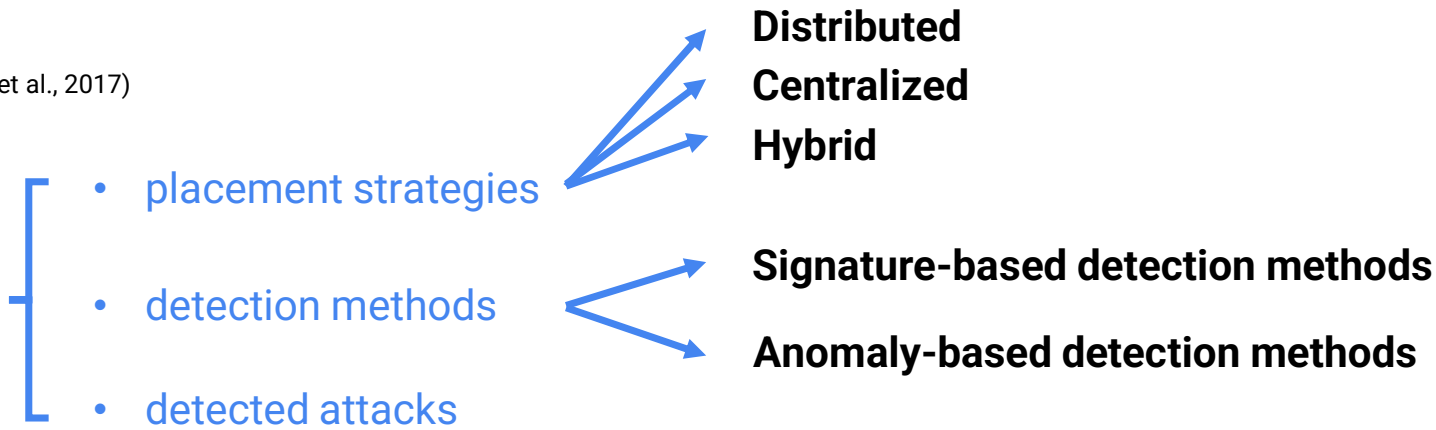 et al., 2017)
• placement strategies
• detection methods
• detected attacks
Distributed
Centralized
Hybrid
Signature-based detection methods
Anomaly-based detection methods